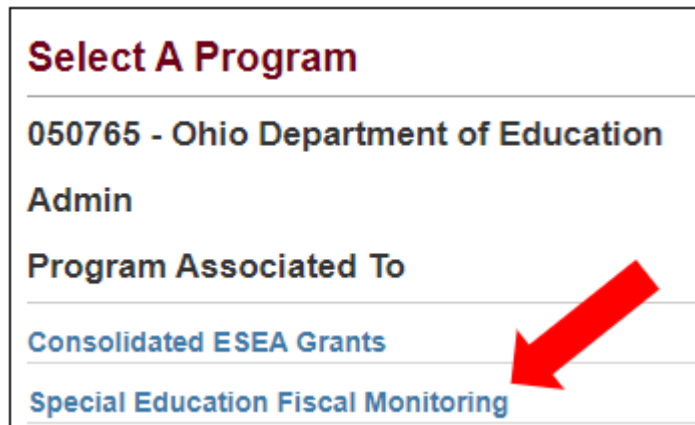 Select A Program
050765 - Ohio Department of Education
Admin
Program Associated To
Consolidated ESEA Grants
Special Education Fiscal Monitoring